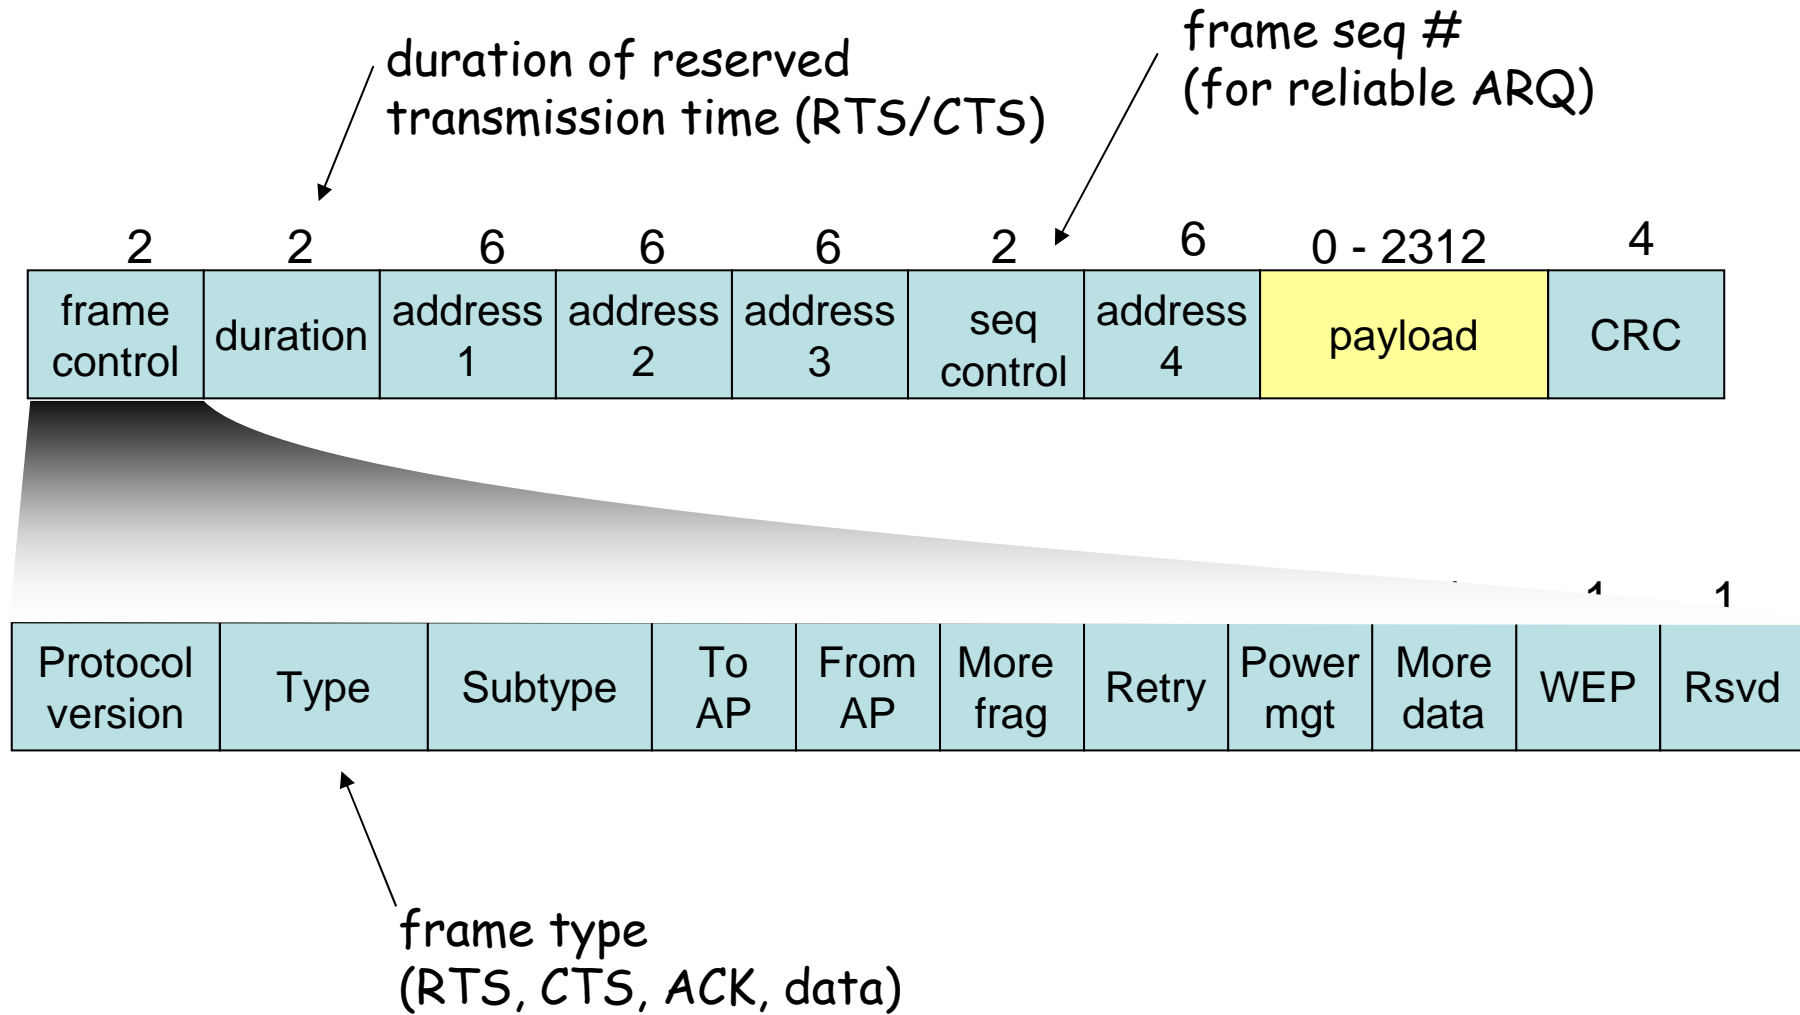 duration of reserved
transmission time (RTS/CTS)
frame seq #
(for reliable ARQ)
2 2 6 6 6 2 6 0 - 2312 4
frame control
duration
address 1
address 2
address 3
seq control
address 4
payload
CRC
1 1
Protocol version
Type
Subtype
To AP
From AP
More frag
Retry
Power mgt
More data
WEP
Rsvd
frame type
(RTS, CTS, ACK, data)